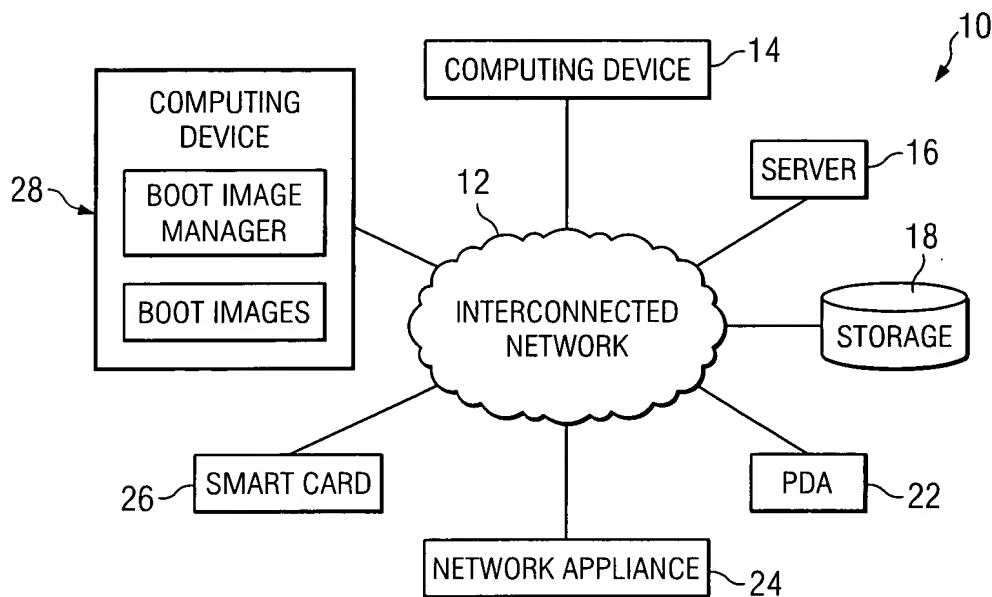 10
COMPUTING DEVICE
14
COMPUTING
DEVICE
BOOT IMAGE
MANAGER
BOOT IMAGES
28
SERVER
16
12
18
INTERCONNECTED
NETWORK
STORAGE
SMART CARD
26
PDA
22
NETWORK APPLIANCE
24